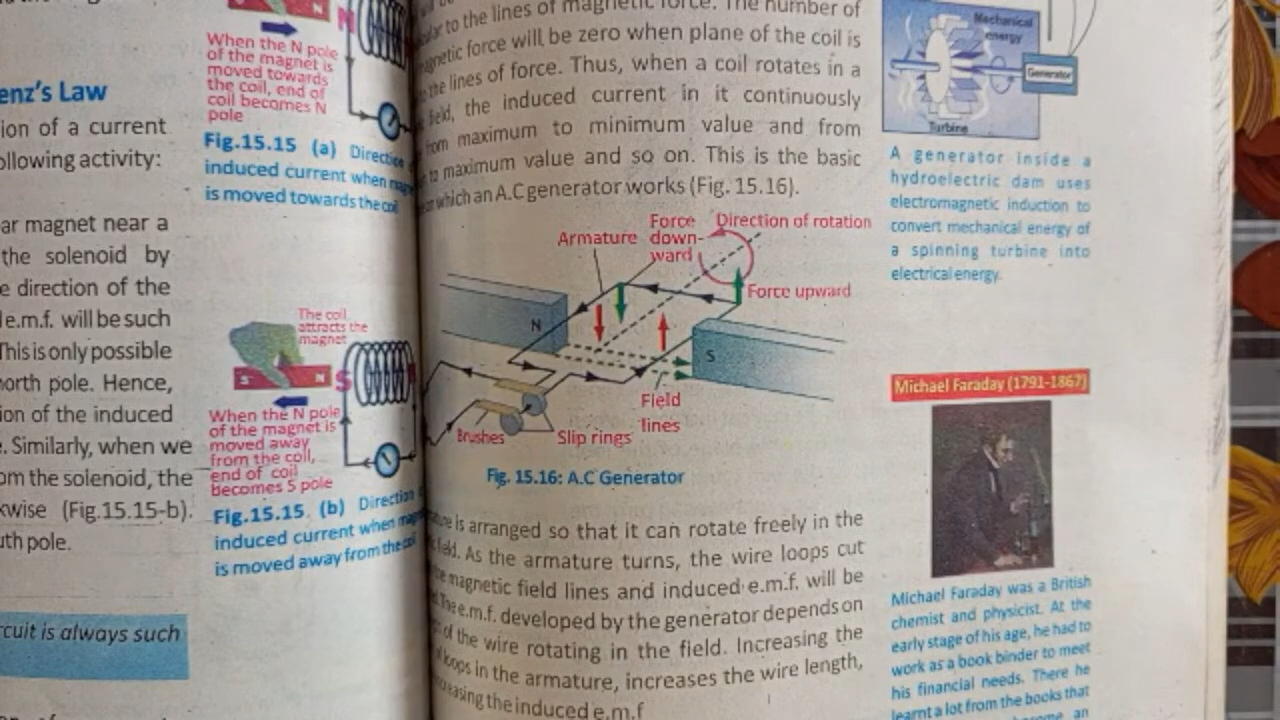 enz's Law
ion of a current
ollowing activity:
ar magnet near a
the solenoid by
e direction of the
e.m.f. will be such
This is only possible
north pole. Hence,
ion of the induced
. Similarly, when we
om the solenoid, the
kwise (Fig.15.15-b).
uth pole.
rcuit is always such
N
N
When the N pole
of the magnet is
moved towards
the coil, end of
coil becomes N
pole
Fig.15.15 (a) Direction
induced current when
is moved towards the coil
The coil
attracts the
magnet
S
N
S
When the N pole
of the magnet is
moved away
from the coil,
end of coil
becomes S pole
Fig.15.15 (b) Direction
induced current when
is moved away from the coil
to the lines of magnetic force. The number of
magnetic force will be zero when plane of the coil is
the lines of force. Thus, when a coil rotates in a
field, the induced current in it continuously
from maximum to minimum value and from
to maximum value and so on. This is the basic
which an A.C generator works (Fig. 15.16).
Armature
Force
down-
ward
Direction of rotation
Force upward
N
S
Field
lines
Brushes
Slip rings
Fig. 15.16: A.C Generator
is arranged so that it can rotate freely in the
field. As the armature turns, the wire loops cut
magnetic field lines and induced e.m.f. will be
The e.m.f. developed by the generator depends on
of the wire rotating in the field. Increasing the
loops in the armature, increases the wire length,
the induced e.m.f
Mechanical
energy
Generator
Turbine
A generator inside a
hydroelectric dam uses
electromagnetic induction to
convert mechanical energy of
a spinning turbine into
electrical energy.
Michael Faraday (1791-1867)
Michael Faraday was a British
chemist and physicist. At the
early stage of his age, he had to
work as a book binder to meet
his financial needs. There he
learnt a lot from the books that
an